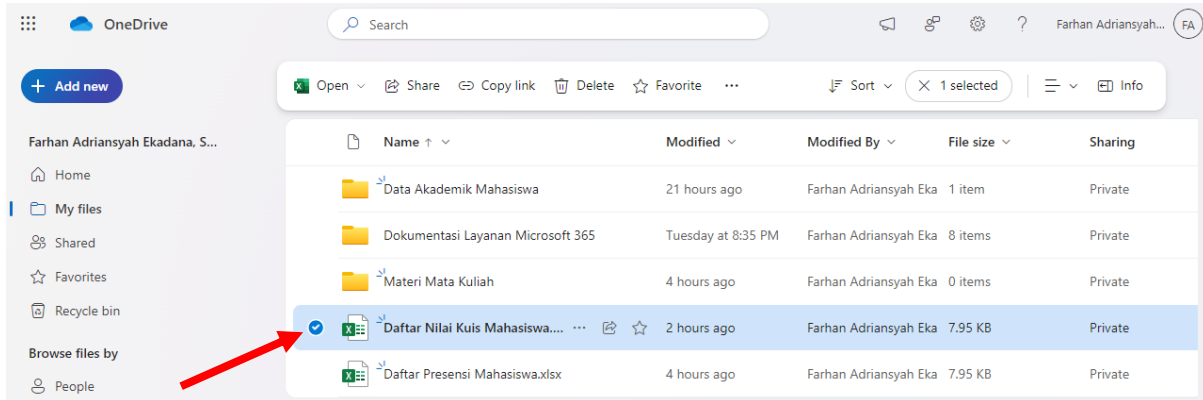 OneDrive Search Farhan Adriansyah... FA
+ Add new Open Share Copy link Delete Favorite ... Sort 1 selected Info
Farhan Adriansyah Ekadana, S... Name ↑ Modified Modified By File size Sharing
Home
Data Akademik Mahasiswa 21 hours ago Farhan Adriansyah Eka 1 item Private
My files
Dokumentasi Layanan Microsoft 365 Tuesday at 8:35 PM Farhan Adriansyah Eka 8 items Private
Shared
Favorites
Materi Mata Kuliah 4 hours ago Farhan Adriansyah Eka 0 items Private
Recycle bin
Daftar Nilai Kuis Mahasiswa.... ... 2 hours ago Farhan Adriansyah Eka 7.95 KB Private
Browse files by
Daftar Presensi Mahasiswa.xlsx 4 hours ago Farhan Adriansyah Eka 7.95 KB Private
People